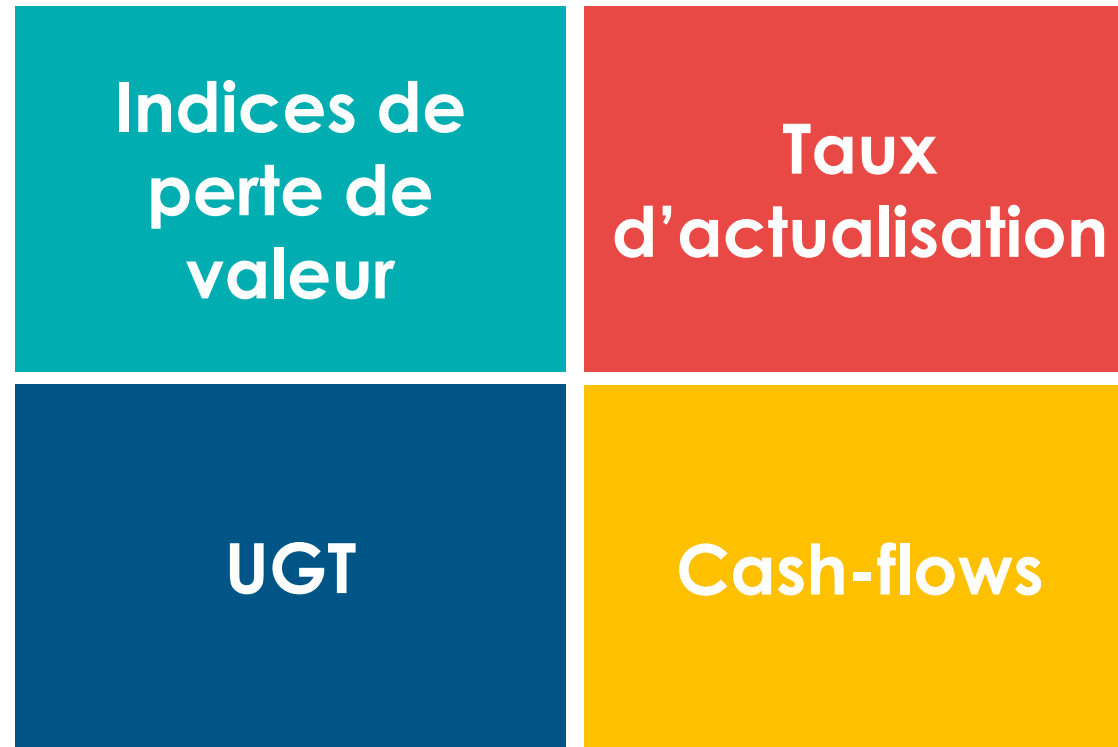 Indices de
perte de
valeur
Taux
d’actualisation
UGT
Cash-flows